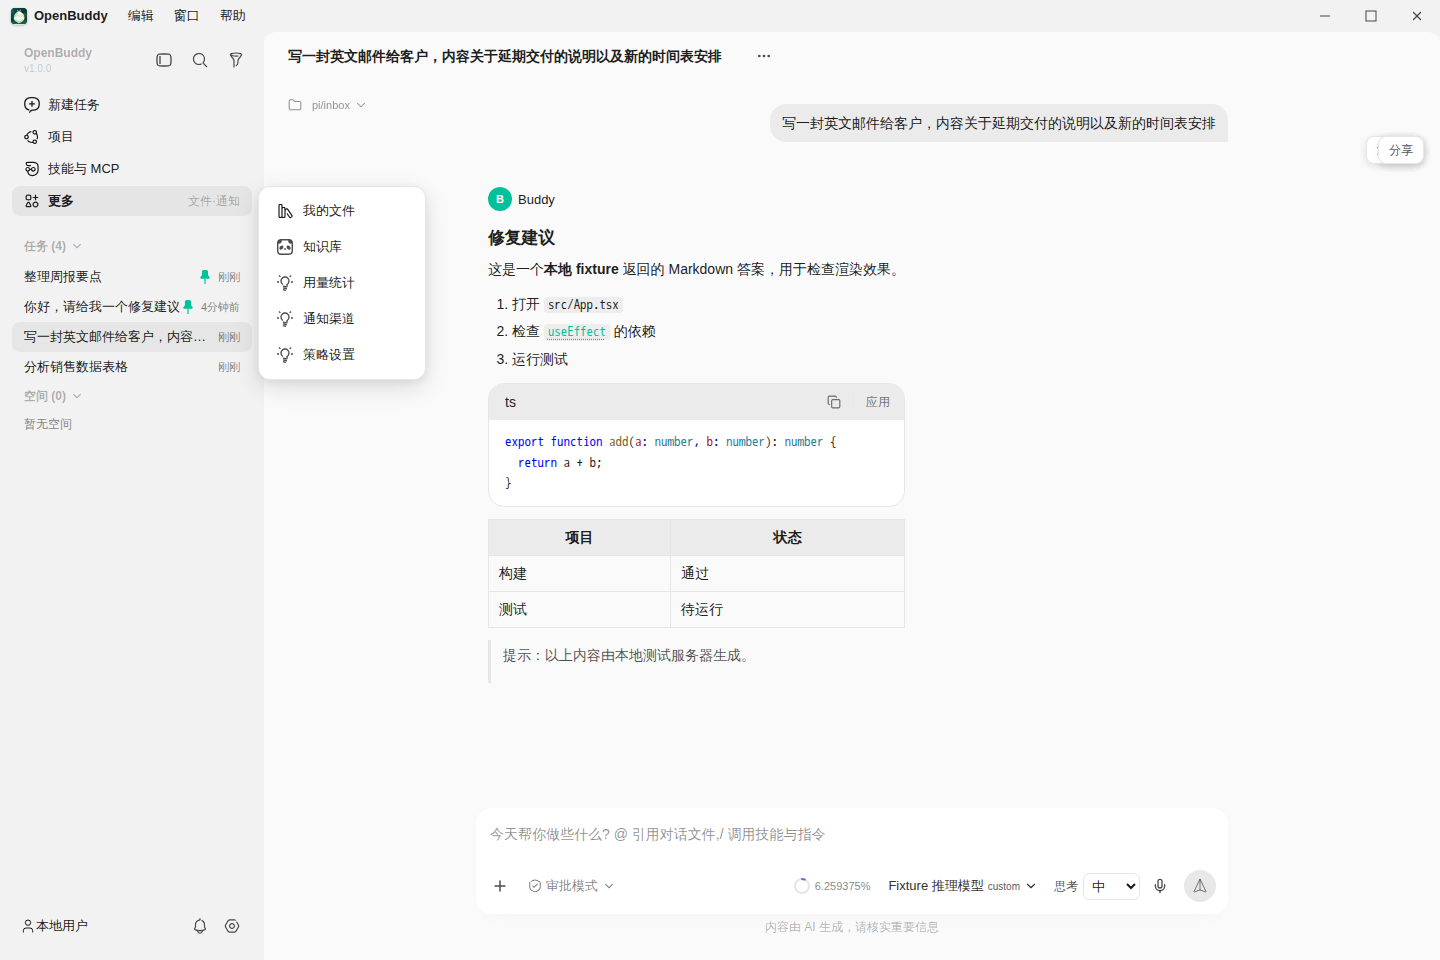 OpenBuddy 编辑 窗口 帮助
OpenBuddy
v1.0.0
新建任务
项目
技能与 MCP
更多 文件·通知
任务 (4)
整理周报要点 刚刚
你好，请给我一个修复建议 4分钟前
写一封英文邮件给客户，内容… 刚刚
分析销售数据表格 刚刚
空间 (0)
暂无空间
本地用户
我的文件
知识库
用量统计
通知渠道
策略设置
写一封英文邮件给客户，内容关于延期交付的说明以及新的时间表安排 ···
pi/inbox
写一封英文邮件给客户，内容关于延期交付的说明以及新的时间表安排
分享
B Buddy
修复建议
这是一个本地 fixture 返回的 Markdown 答案，用于检查渲染效果。
1. 打开 src/App.tsx
2. 检查 useEffect 的依赖
3. 运行测试
ts 应用
export function add(a: number, b: number): number {
return a + b;
}
项目 状态
构建 通过
测试 待运行
提示：以上内容由本地测试服务器生成。
今天帮你做些什么? @ 引用对话文件,/ 调用技能与指令
审批模式 6.259375% Fixture 推理模型 custom 思考 中
内容由 AI 生成，请核实重要信息